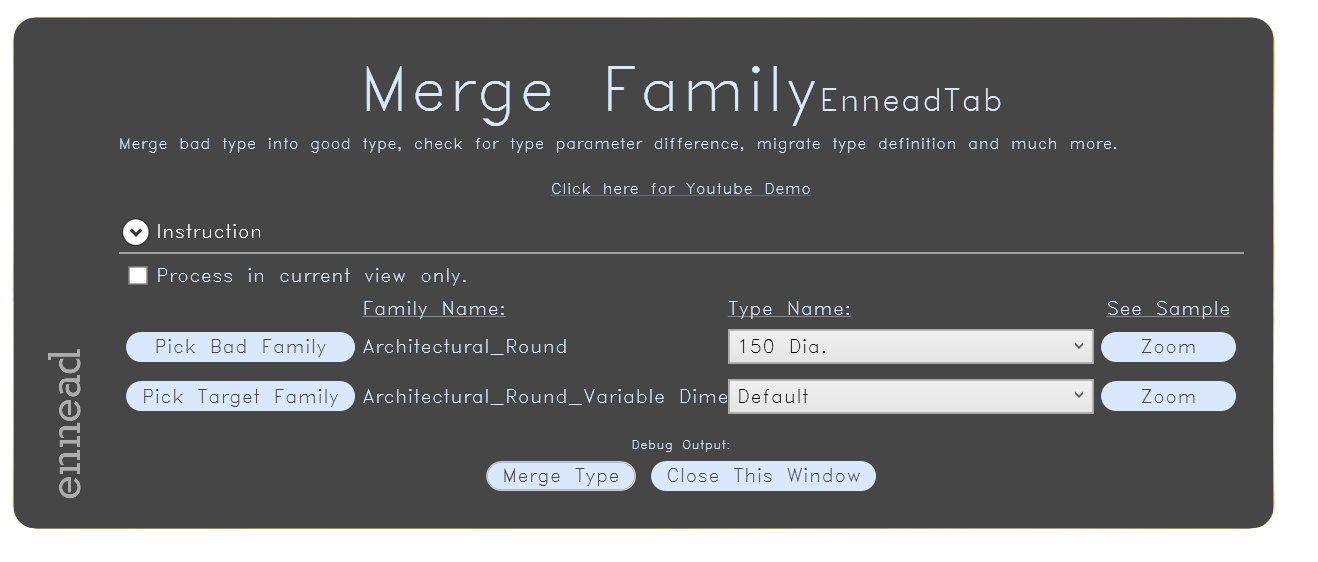 Merge Family EnneadTab
Merge bad type into good type, check for type parameter difference, migrate type definition and much more.
Click here for Youtube Demo
Instruction
Process in current view only.
Family Name: Type Name: See Sample
Pick Bad Family Architectural_Round 150 Dia. Zoom
Pick Target Family Architectural_Round_Variable Dime Default Zoom
Debug Output:
Merge Type Close This Window
ennead